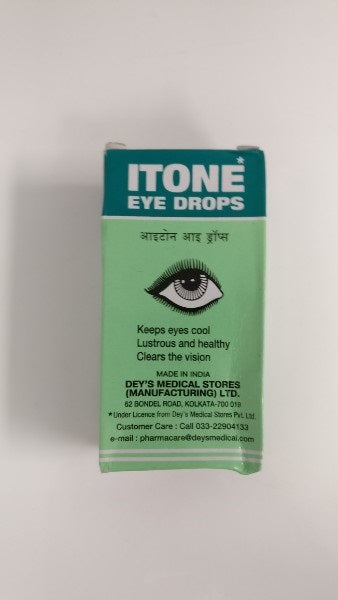 ITONE*
EYE DROPS
आइटोन आइ ड्रॉप्स
Keeps eyes cool
Lustrous and healthy
Clears the vision
MADE IN INDIA
DEY'S MEDICAL STORES
(MANUFACTURING) LTD.
62 BONDEL ROAD, KOLKATA-700 019
*Under Licence from Dey's Medical Stores Pvt. Ltd.
Customer Care : Call 033-22904133
e-mail : pharmacare@deysmedical.com